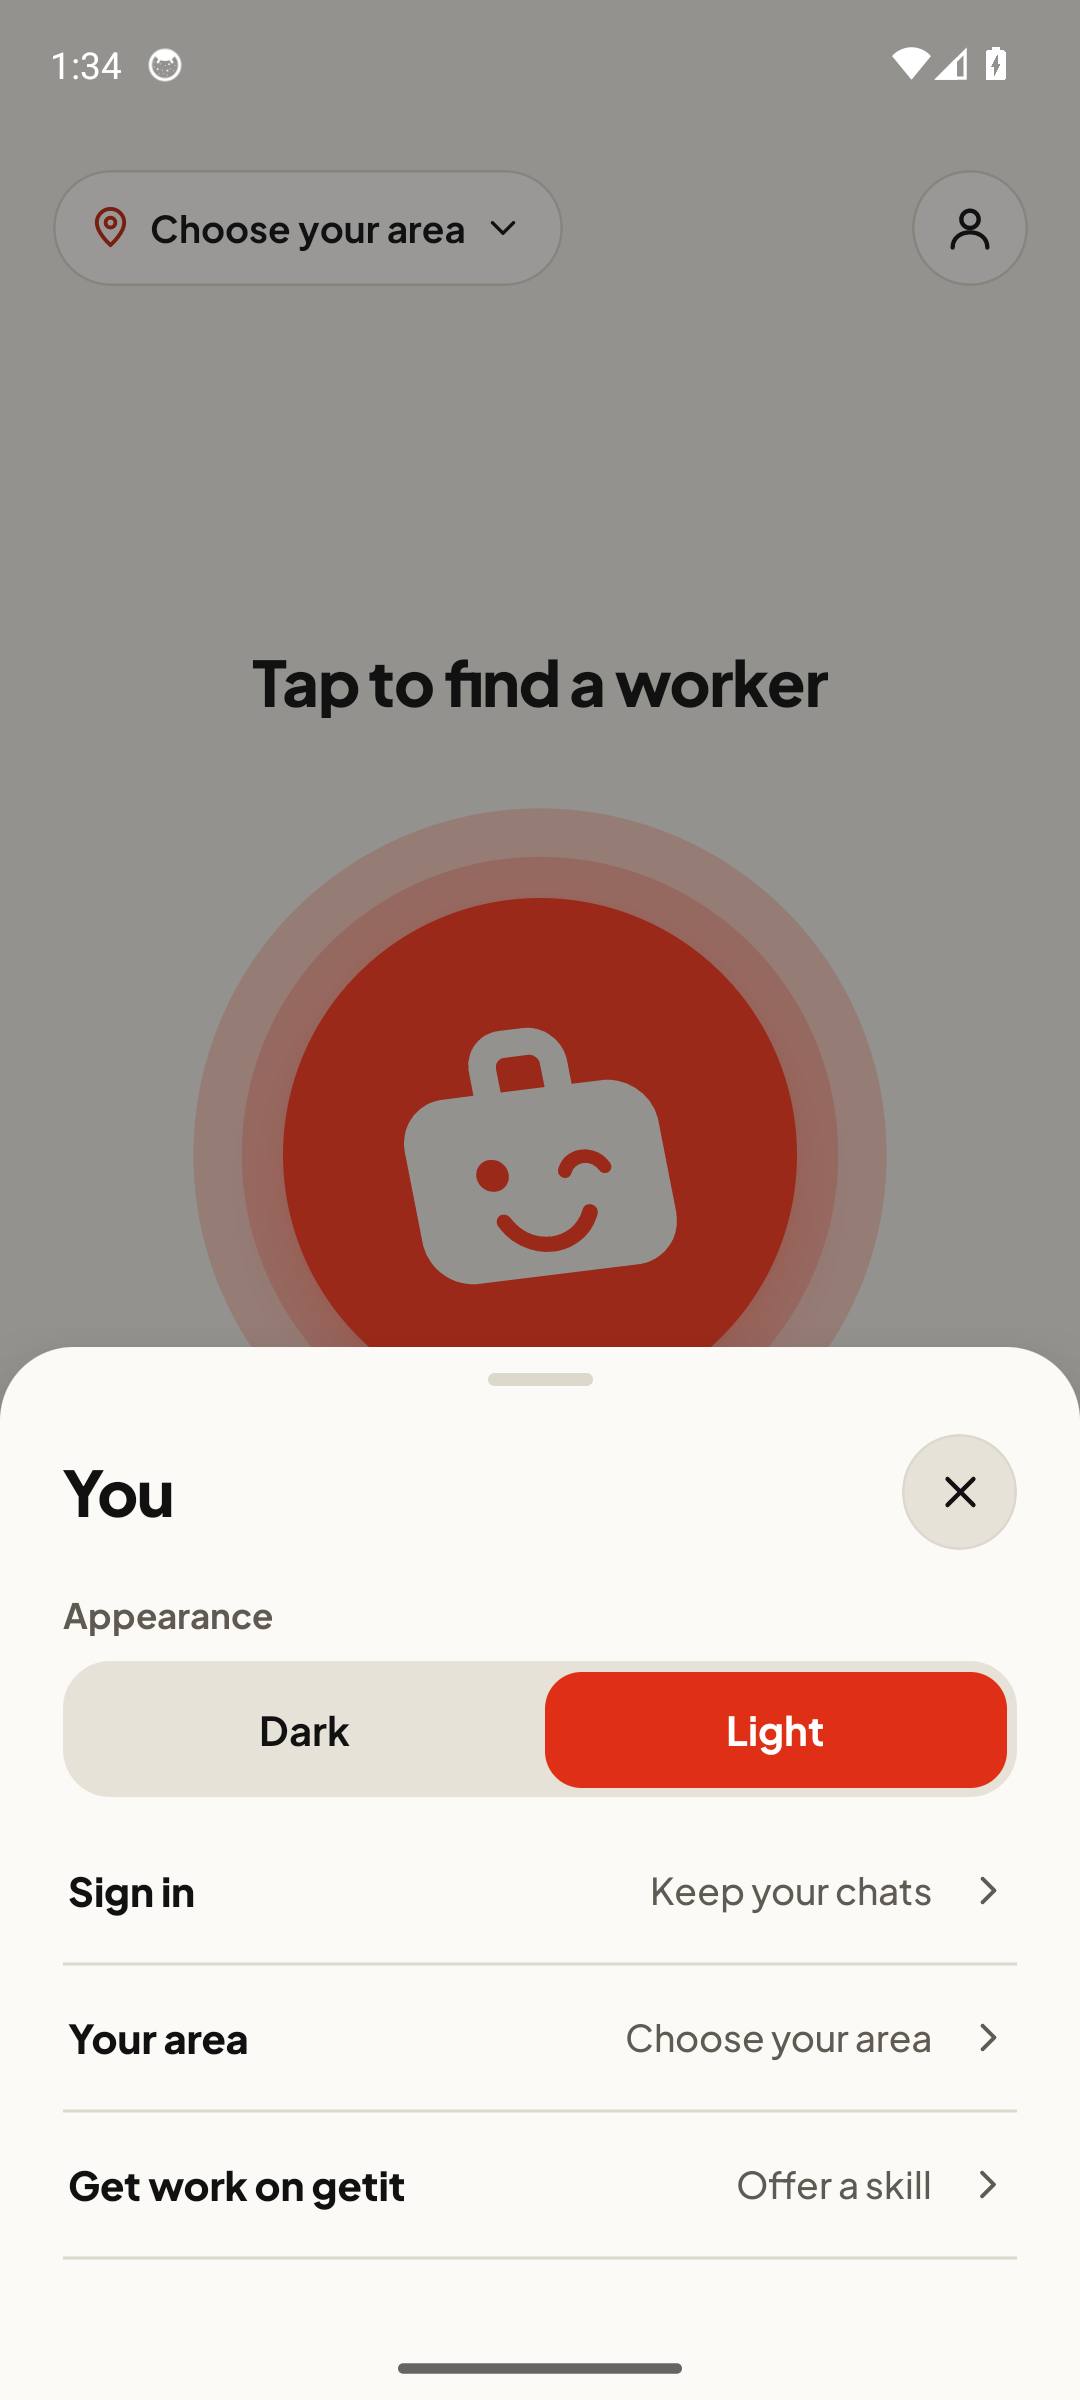 1:34
Choose your area
Tap to find a worker
You
Appearance
Dark
Light
Sign in
Keep your chats
Your area
Choose your area
Get work on getit
Offer a skill